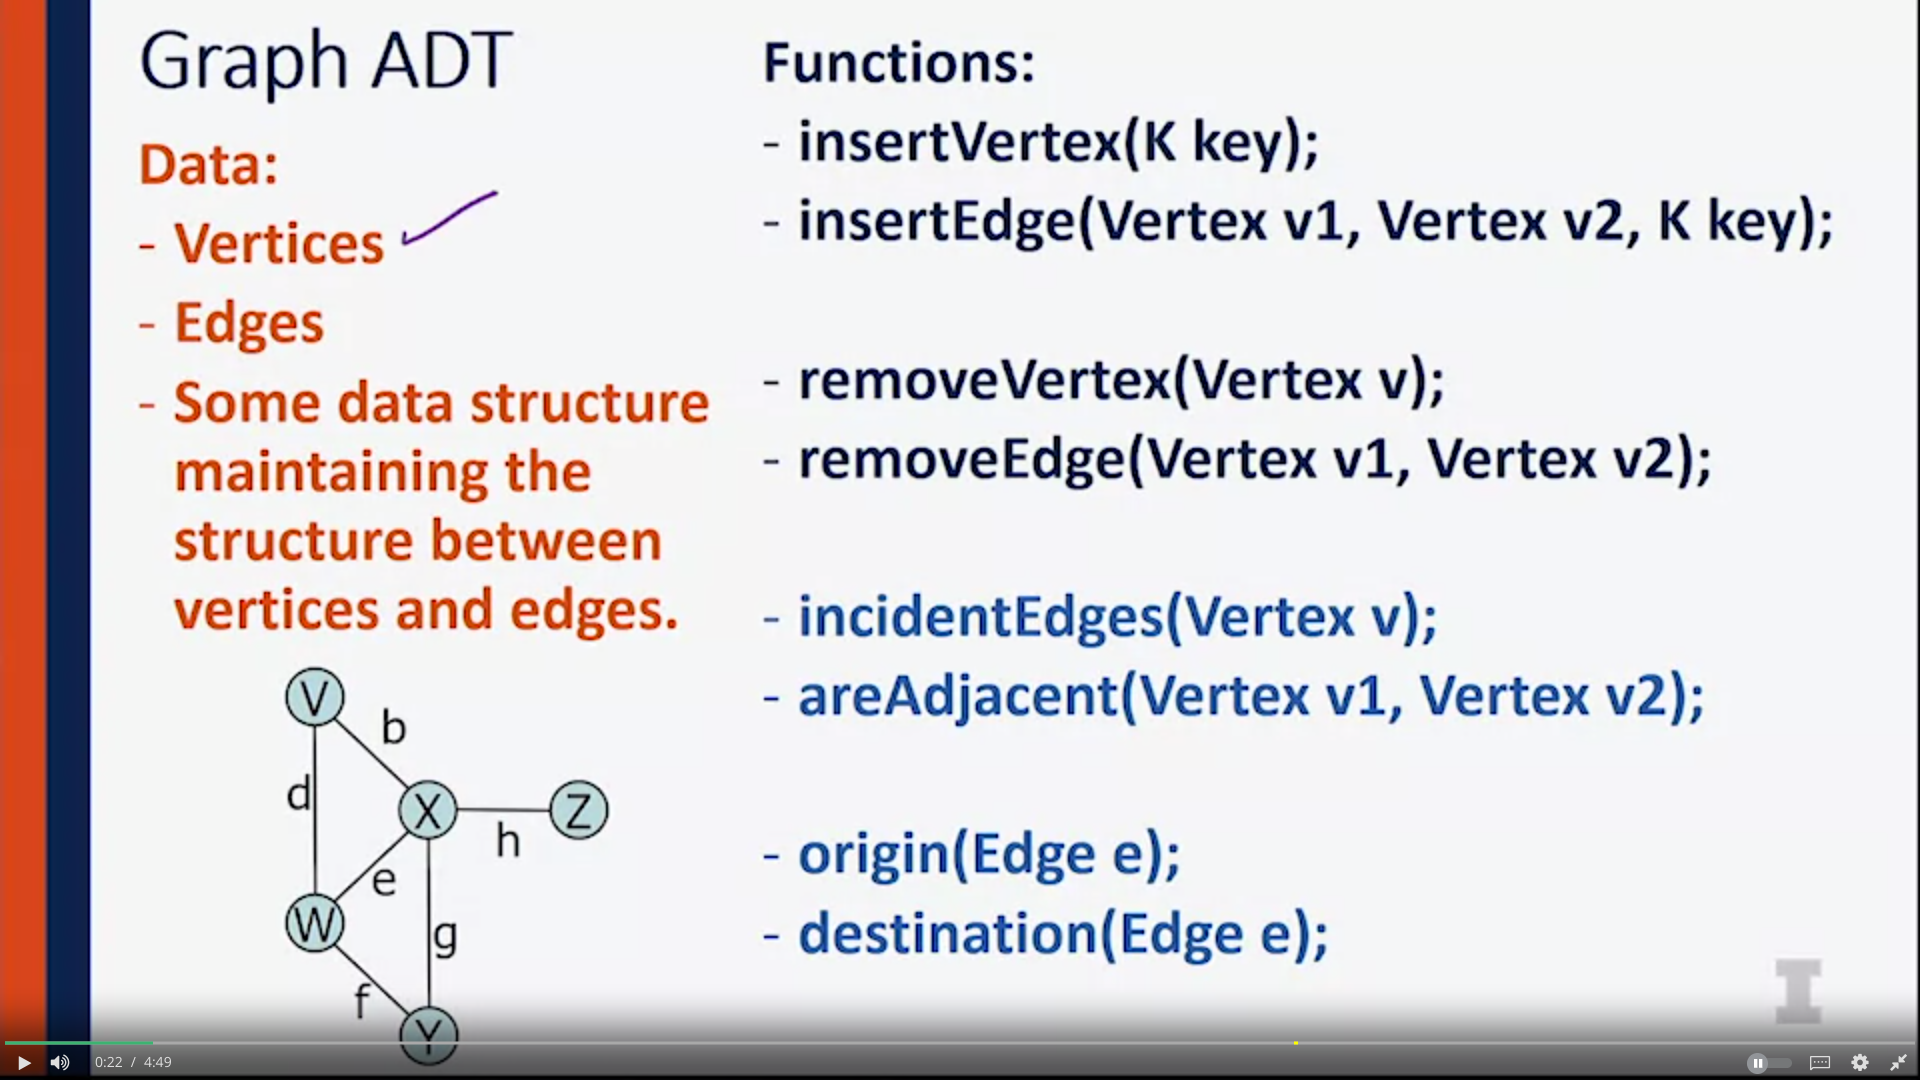 Graph ADT
Data:
- Vertices
- Edges
- Some data structure
maintaining the
structure between
vertices and edges.
V
b
d
X
Z
h
e
W
g
f
Y
Functions:
- insertVertex(K key);
- insertEdge(Vertex v1, Vertex v2, K key);
- removeVertex(Vertex v);
- removeEdge(Vertex v1, Vertex v2);
- incidentEdges(Vertex v);
- areAdjacent(Vertex v1, Vertex v2);
- origin(Edge e);
- destination(Edge e);
I
0:22 / 4:49